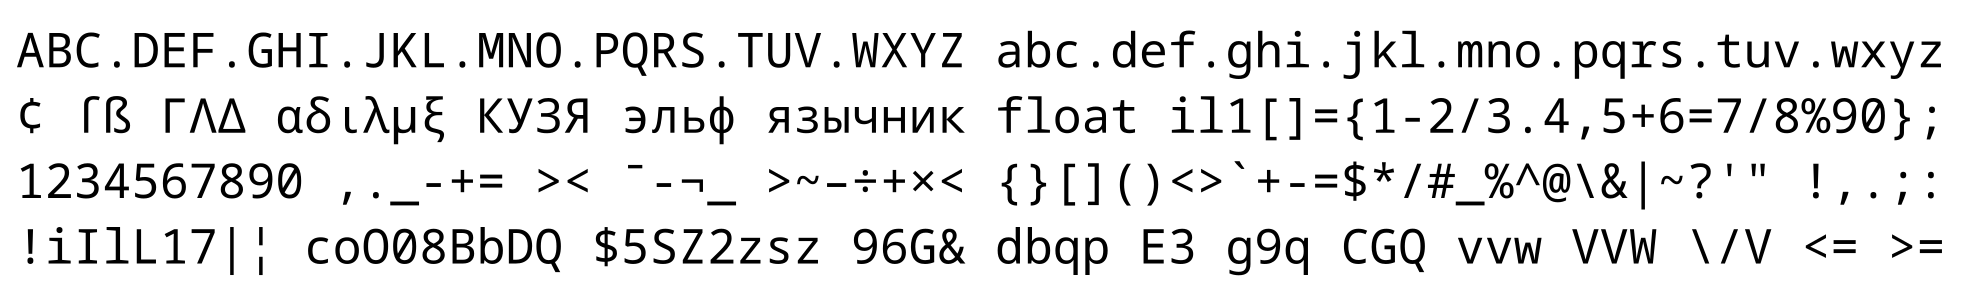 ABC.DEF.GHI.JKL.MNO.PQRS.TUV.WXYZ abc.def.ghi.jkl.mno.pqrs.tuv.wxyz
¢ ſß ΓΛΔ αδιλμξ КУЗЯ эльф язычник float il1[]={1-2/3.4,5+6=7/8%90};
1234567890 ,._-+= >< ¯-¬_ >~–÷+×< {}[]()<>`+-=$*/#_%^@\&|~?'" !,.;:
!iIlL17|¦ coO08BbDQ $5SZ2zsz 96G& dbqp E3 g9q CGQ vvw VVW \/V <= >=